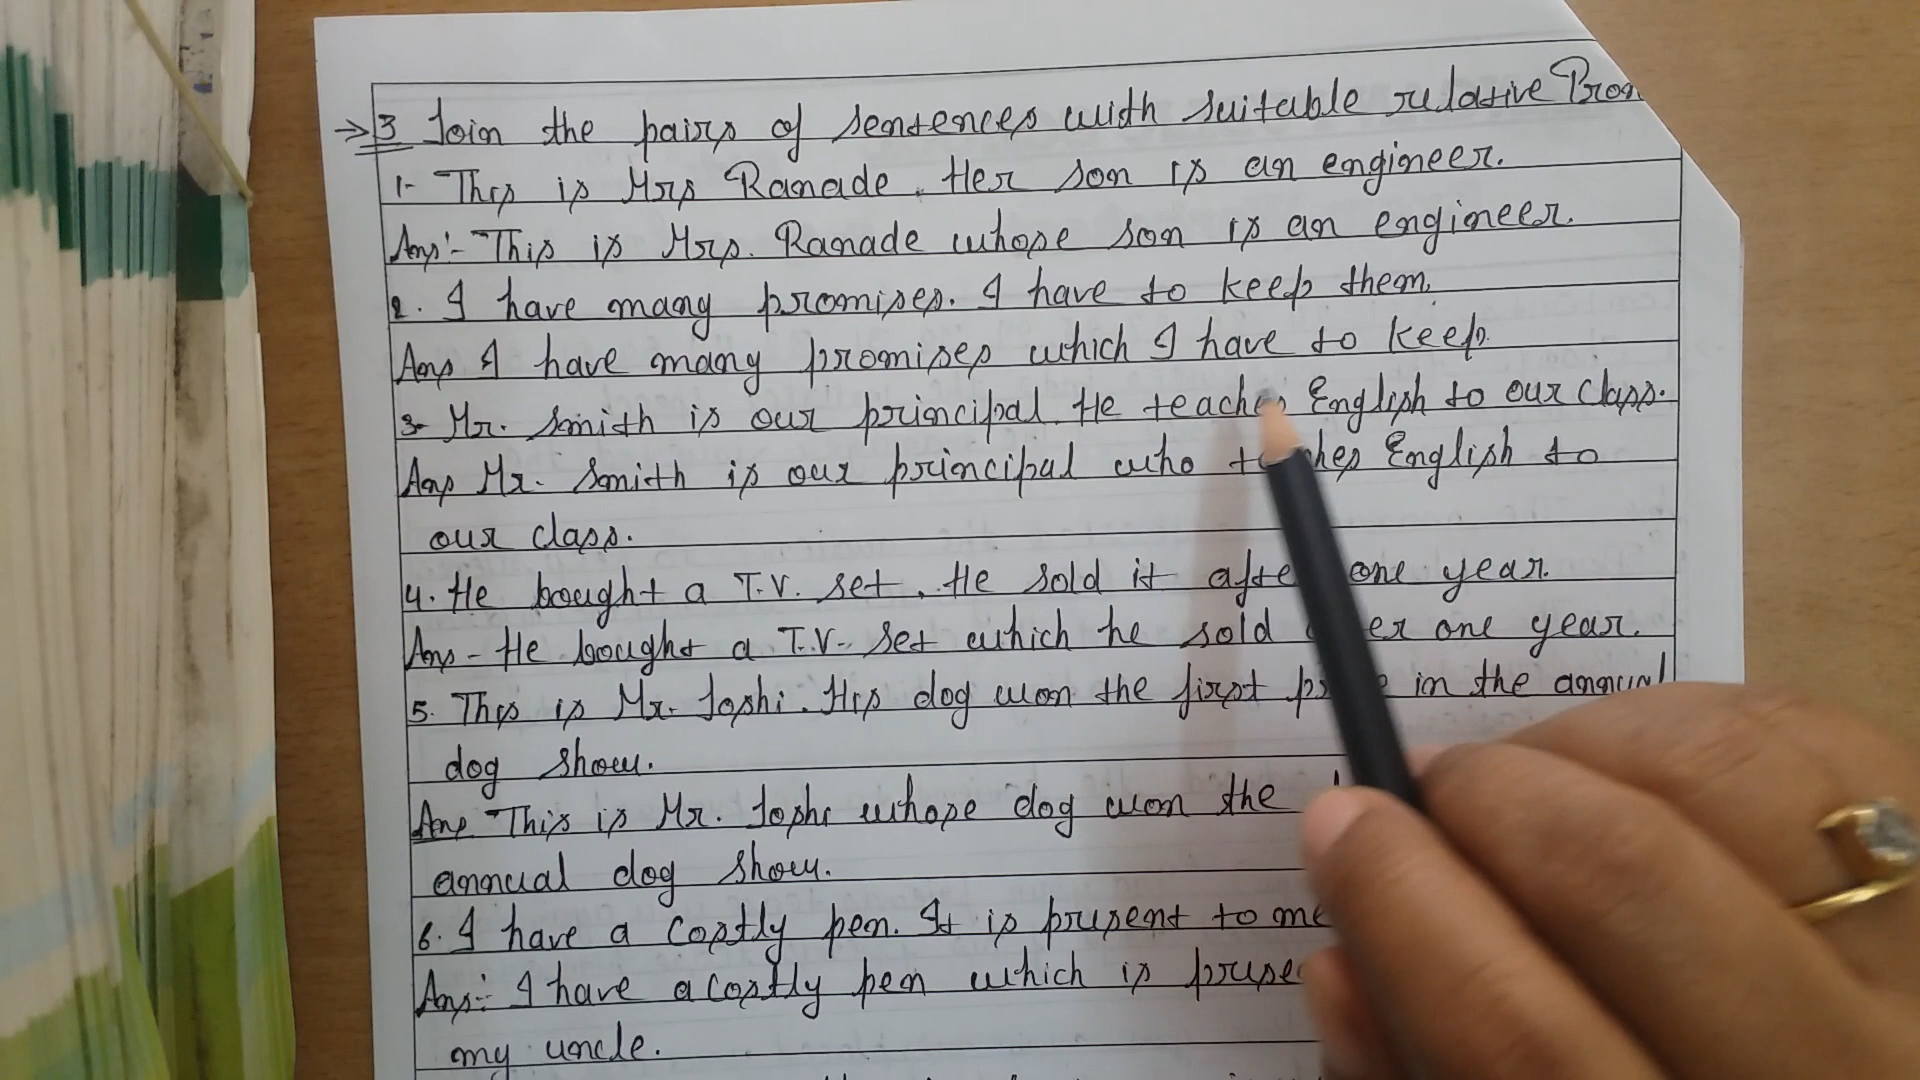 → 3 Join the pairs of sentences with suitable relative Pron
1- This is Mrs Ranade. Her son is an engineer.
Ans:- This is Mrs. Ranade whose son is an engineer.
2. I have many promises. I have to keep them.
Ans I have many promises which I have to keep.
3- Mr. Smith is our principal. He teaches English to our class.
Ans Mr. Smith is our principal who teaches English to
our class.
4. He bought a T.V. set. He sold it after one year.
Ans - He bought a T.V. set which he sold after one year.
5. This is Mr. Joshi. His dog won the first prize in the annual
dog show.
Ans - This is Mr. Joshi whose dog won the
annual dog show.
6. I have a costly pen. It is present to me
Ans:- I have a costly pen which is prese
my uncle.